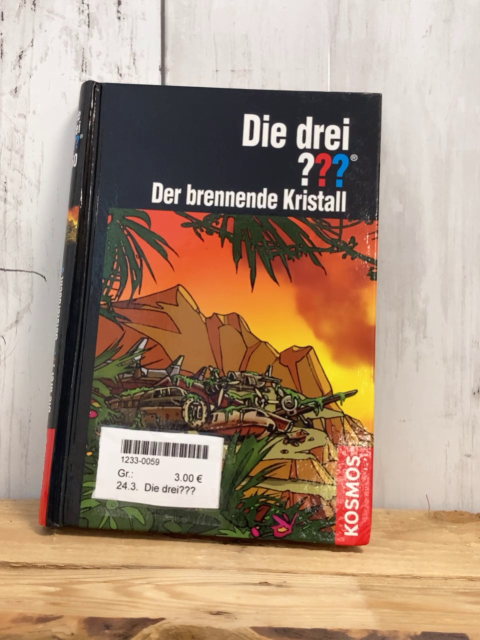 Die drei
???®
Der brennende Kristall
1233-0059
Gr.: 3.00 €
24.3. Die drei???
KOSMOS